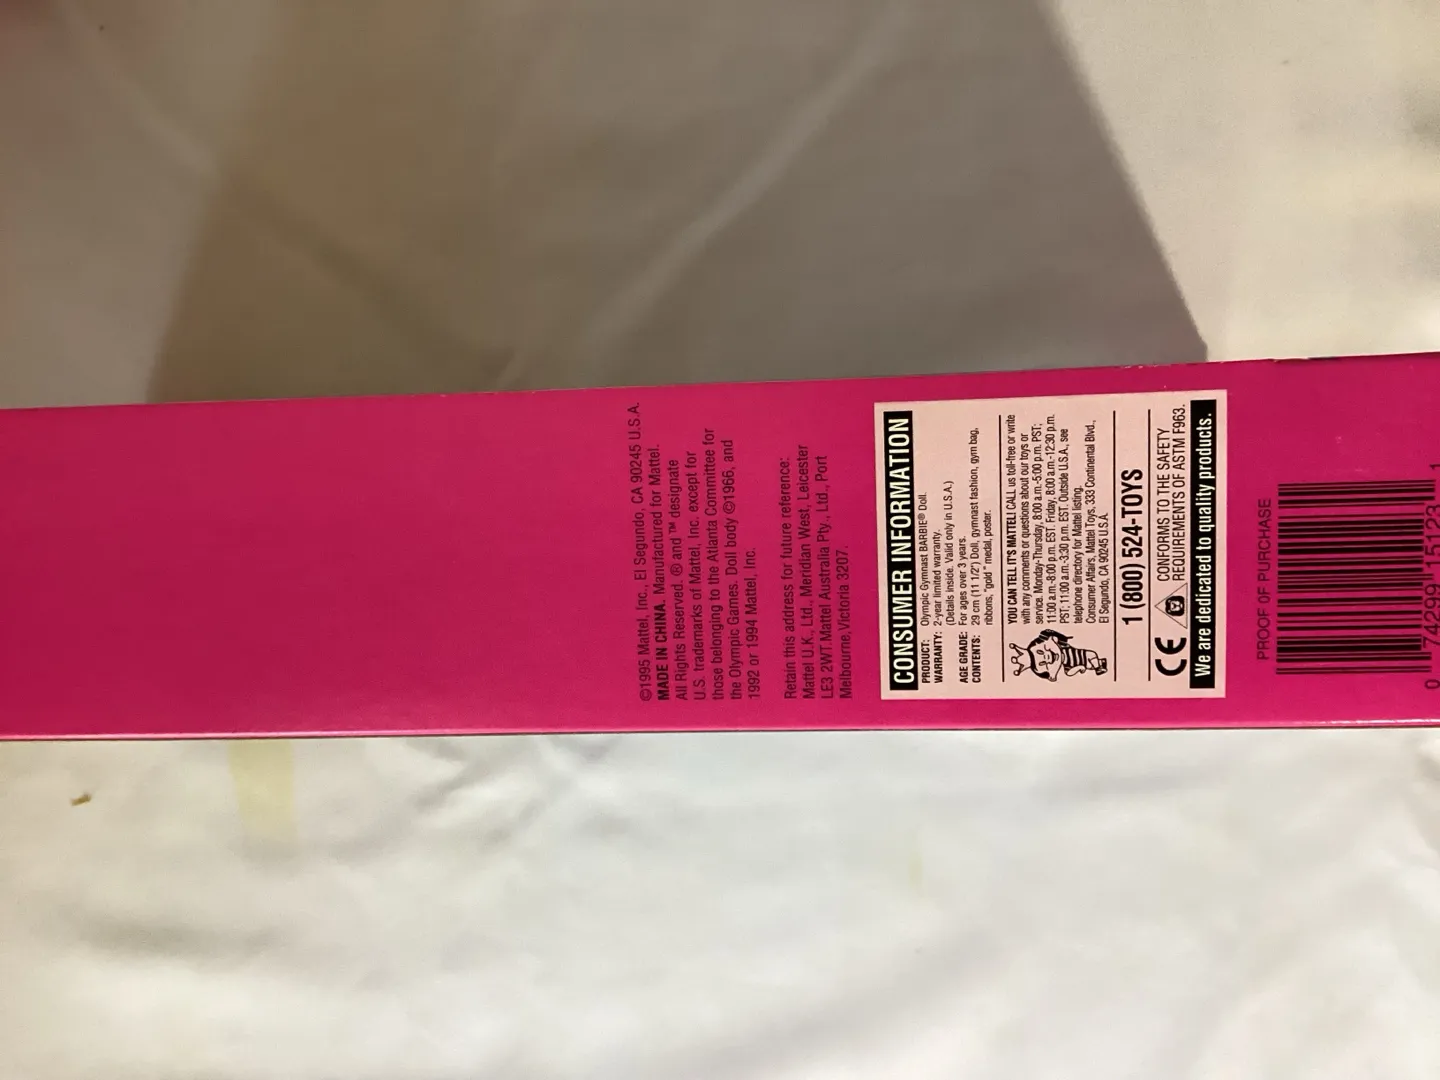 ©1995 Mattel, Inc., El Segundo, CA 90245 U.S.A.
MADE IN CHINA. Manufactured for Mattel.
All Rights Reserved. ® and ™ designate
U.S. trademarks of Mattel, Inc. except for
those belonging to the Atlanta Committee for
the Olympic Games. Doll body ©1966, and
1992 or 1994 Mattel, Inc.
Retain this address for future reference:
Mattel U.K., Ltd., Meridian West, Leicester
LE3 2WT. Mattel Australia Pty., Ltd., Port
Melbourne, Victoria 3207.
CONSUMER INFORMATION
PRODUCT: Olympic Gymnast BARBIE® Doll.
WARRANTY: 2-year limited warranty.
(Details inside. Valid only in U.S.A.)
AGE GRADE: For ages over 3 years.
CONTENTS: 29 cm (11 1/2") Doll, gymnast fashion, gym bag,
ribbons, "gold" medal, poster.
YOU CAN TELL IT'S MATTEL! CALL us toll-free or write
with any comments or questions about our toys or
service. Monday-Thursday, 8:00 a.m.-5:00 p.m. PST;
11:00 a.m.-8:00 p.m. EST. Friday, 8:00 a.m.-12:30 p.m.
PST; 11:00 a.m.-3:30 p.m. EST. Outside U.S.A., see
telephone directory for Mattel listing.
Consumer Affairs, Mattel Toys, 333 Continental Blvd.,
El Segundo, CA 90245 U.S.A.
1 (800) 524-TOYS
CE CONFORMS TO THE SAFETY
REQUIREMENTS OF ASTM F963.
We are dedicated to quality products.
PROOF OF PURCHASE
0 74299 15123 1